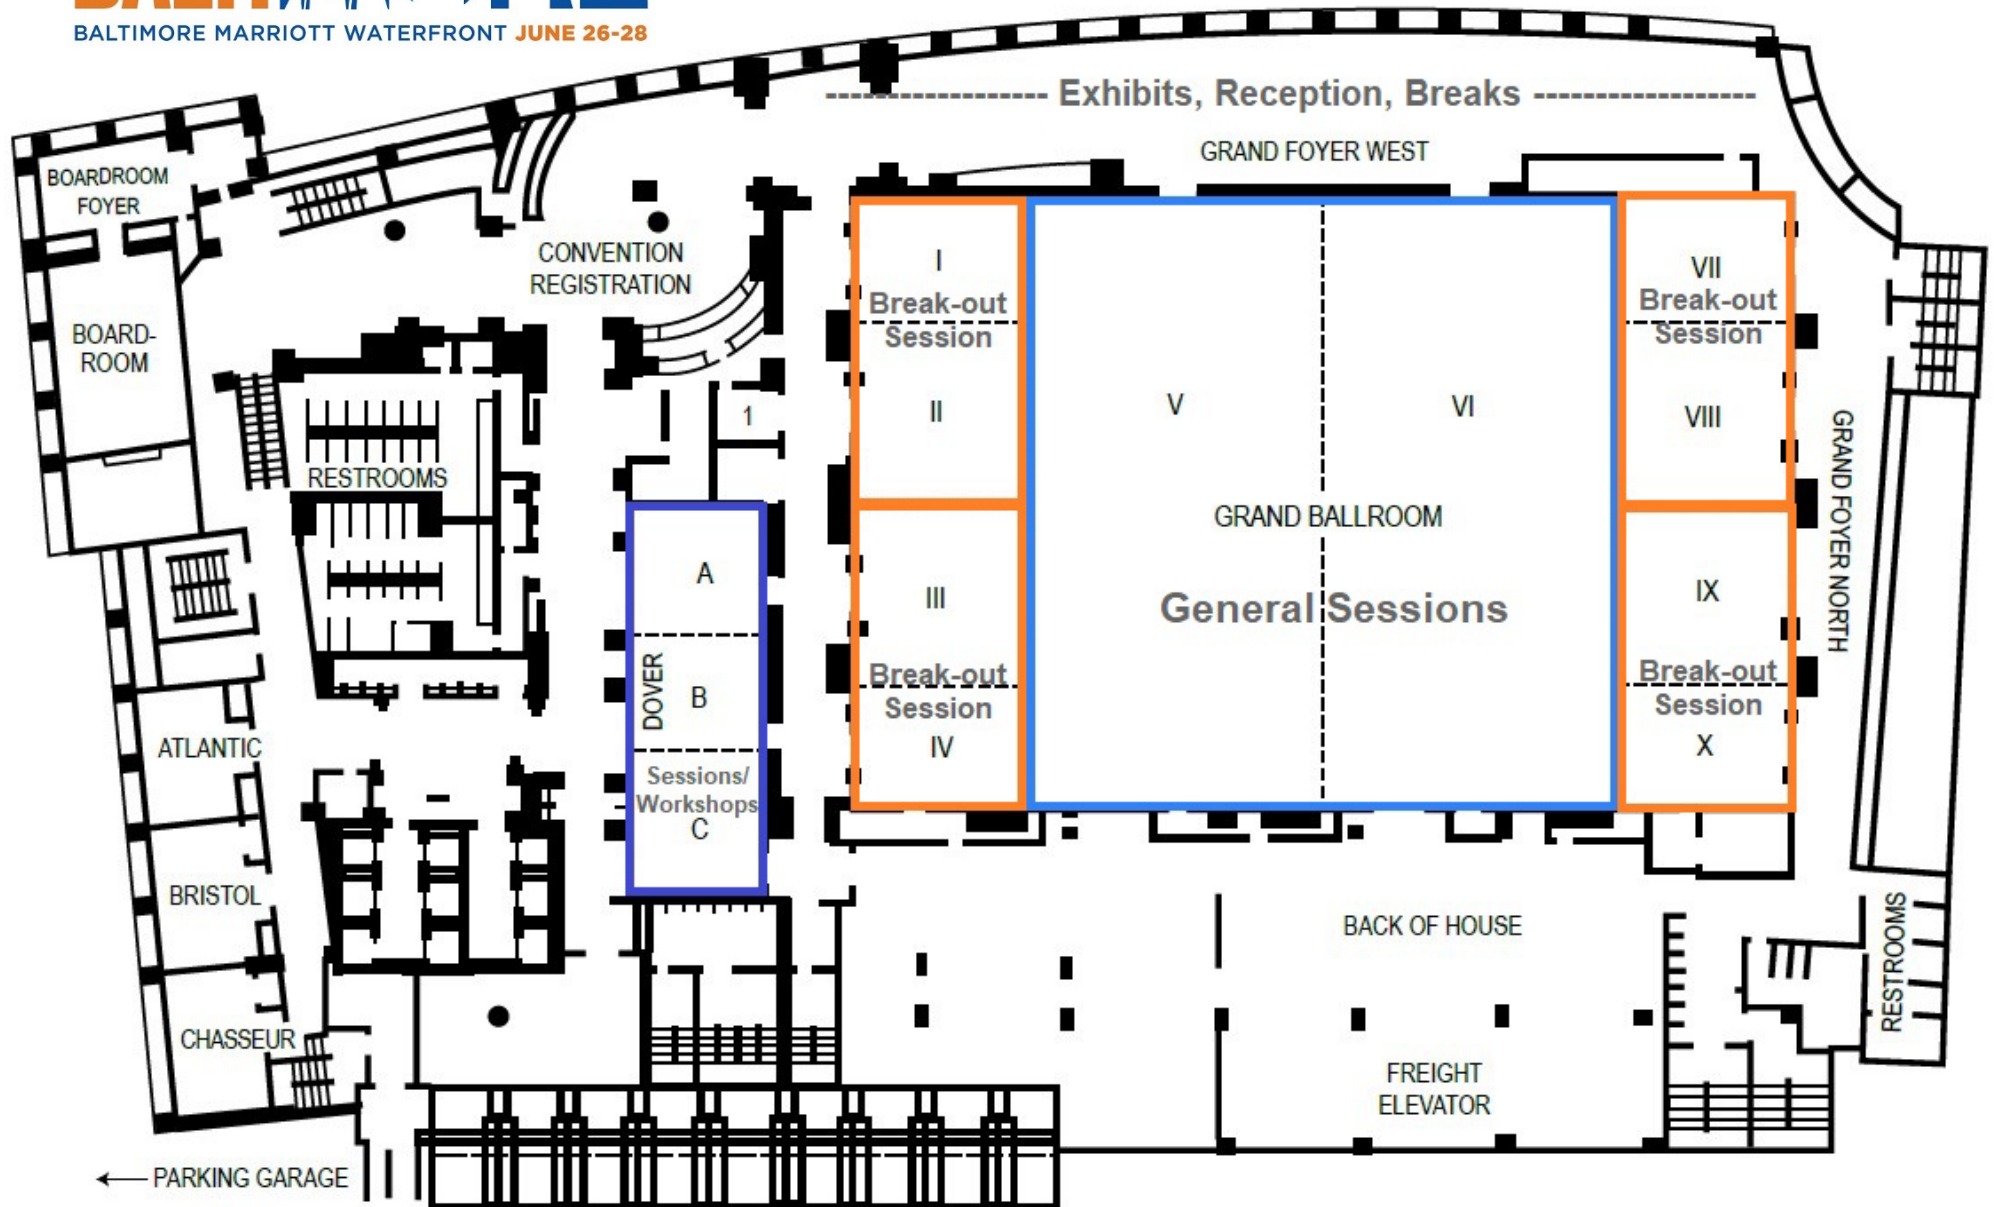 BALTIMORE MARRIOTT WATERFRONT JUNE 26-28
------------------ Exhibits, Reception, Breaks ------------------
GRAND FOYER WEST
BOARDROOM
FOYER
CONVENTION
REGISTRATION
BOARD-
ROOM
RESTROOMS
1
I
Break-out
Session
II
III
Break-out
Session
IV
V
VI
GRAND BALLROOM
General Sessions
VII
Break-out
Session
VIII
IX
Break-out
Session
X
GRAND FOYER NORTH
A
DOVER
B
Sessions/
Workshops
C
ATLANTIC
BRISTOL
CHASSEUR
BACK OF HOUSE
RESTROOMS
FREIGHT
ELEVATOR
← PARKING GARAGE